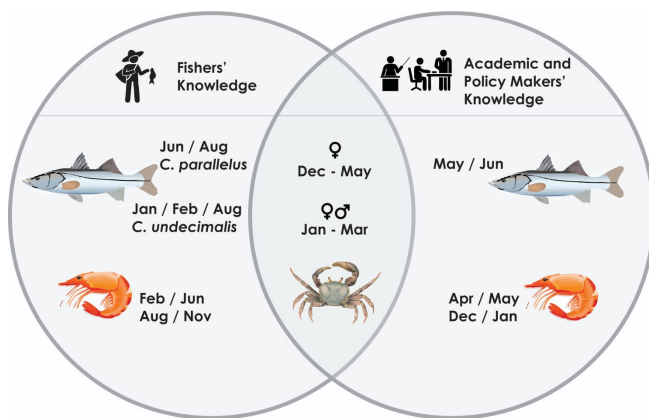 Fishers'
Knowledge
Academic and
Policy Makers'
Knowledge
Jun / Aug
C. parallelus
Jan / Feb / Aug
C. undecimalis
♀
Dec - May
♀♂
Jan - Mar
May / Jun
Feb / Jun
Aug / Nov
Apr / May
Dec / Jan